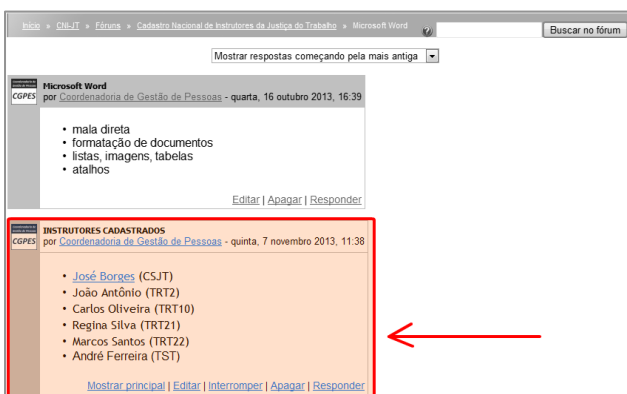 Início » CNI-JT » Fóruns » Cadastro Nacional de Instrutores da Justiça do Trabalho » Microsoft Word
Buscar no fórum
Mostrar respostas começando pela mais antiga
CGPES
Microsoft Word
por Coordenadoria de Gestão de Pessoas - quarta, 16 outubro 2013, 16:39
• mala direta
• formatação de documentos
• listas, imagens, tabelas
• atalhos
Editar | Apagar | Responder
CGPES
INSTRUTORES CADASTRADOS
por Coordenadoria de Gestão de Pessoas - quinta, 7 novembro 2013, 11:38
• José Borges (CSJT)
• João Antônio (TRT2)
• Carlos Oliveira (TRT10)
• Regina Silva (TRT21)
• Marcos Santos (TRT22)
• André Ferreira (TST)
Mostrar principal | Editar | Interromper | Apagar | Responder